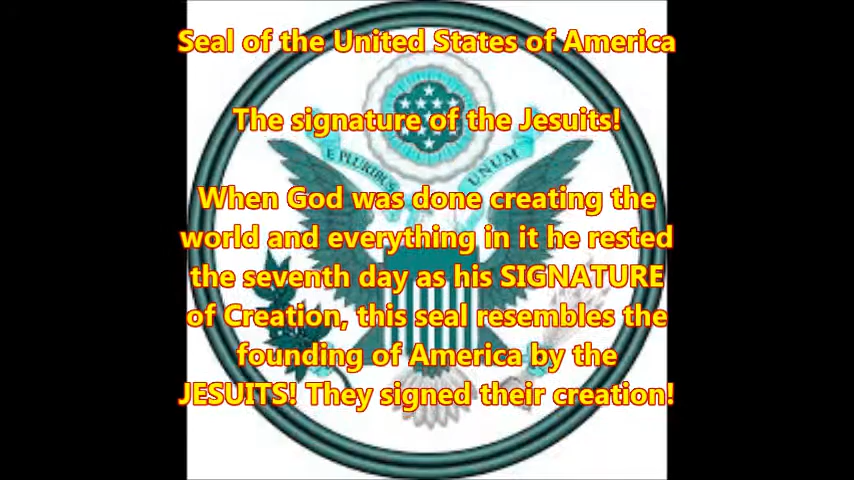 Seal of the United States of America
The signature of the Jesuits!
E PLURIBUS UNUM
When God was done creating the
world and everything in it he rested
the seventh day as his SIGNATURE
of Creation, this seal resembles the
founding of America by the
JESUITS! They signed their creation!